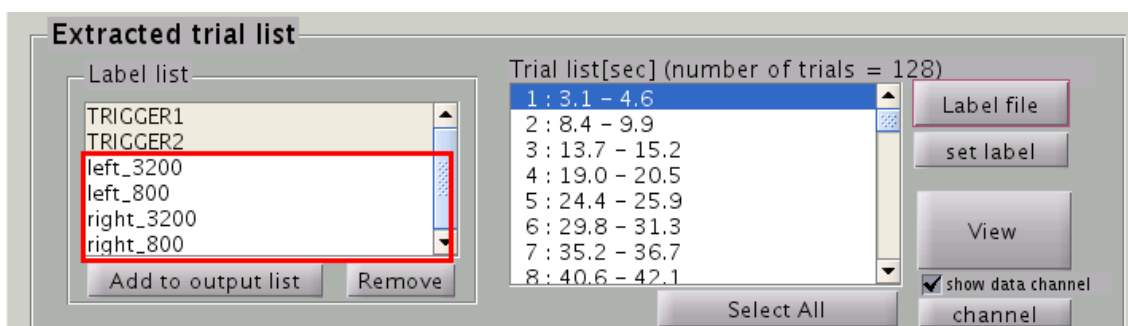 Extracted trial list
Label list
TRIGGER1
TRIGGER2
left_3200
left_800
right_3200
right_800
Add to output list
Remove
Trial list[sec] (number of trials = 128)
1 : 3.1 – 4.6
2 : 8.4 – 9.9
3 : 13.7 – 15.2
4 : 19.0 – 20.5
5 : 24.4 – 25.9
6 : 29.8 – 31.3
7 : 35.2 – 36.7
8 : 40.6 – 42.1
Select All
Label file
set label
View
show data channel
channel